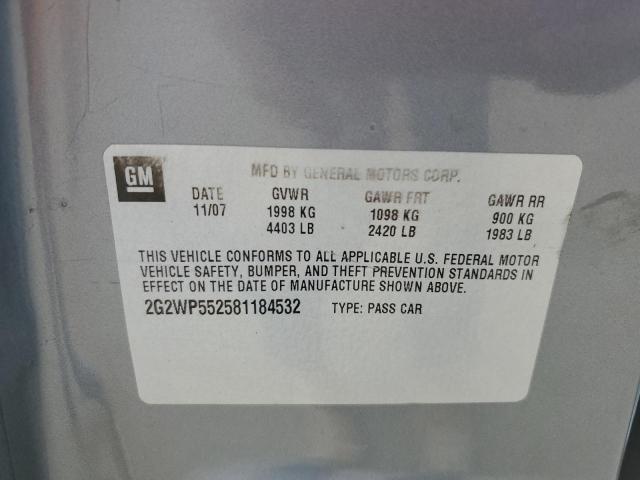 GM
MFD BY GENERAL MOTORS CORP.
DATE GVWR GAWR FRT GAWR RR
11/07 1998 KG 1098 KG 900 KG
4403 LB 2420 LB 1983 LB
THIS VEHICLE CONFORMS TO ALL APPLICABLE U.S. FEDERAL MOTOR
VEHICLE SAFETY, BUMPER, AND THEFT PREVENTION STANDARDS IN
EFFECT ON THE DATE OF MANUFACTURE SHOWN ABOVE.
2G2WP552581184532 TYPE: PASS CAR